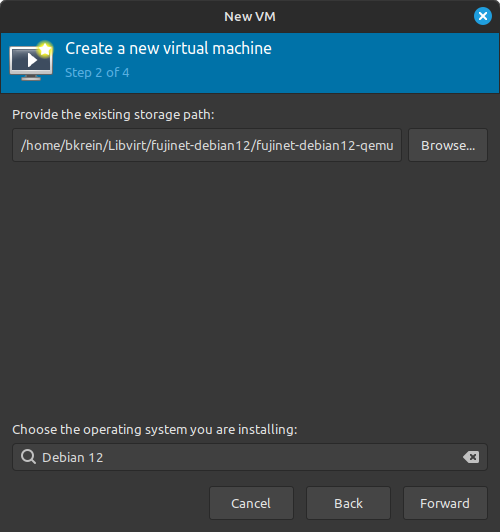 New VM
Create a new virtual machine
Step 2 of 4
Provide the existing storage path:
/home/bkrein/Libvirt/fujinet-debian12/fujinet-debian12-qemu
Browse...
Choose the operating system you are installing:
Debian 12
Cancel
Back
Forward